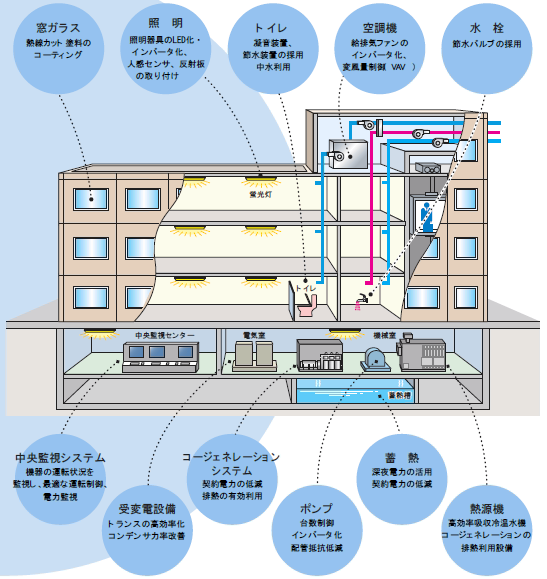 窓ガラス
熱線カット塗料の
コーティング
照 明
照明器具のLED化・
インバータ化、
人感センサ、反射板
の取り付け
トイレ
凝音装置、
節水装置の採用
中水利用
空調機
給排気ファンの
インバータ化、
変風量制御(VAV )
水 栓
節水バルブの採用
蛍光灯
トイレ
中央監視センター
電気室
機械室
蓄熱槽
中央監視システム
機器の運転状況を
監視し、最適な運転制御、
電力監視
受変電設備
トランスの高効率化
コンデンサ力率改善
コージェネレーション
システム
契約電力の低減
排熱の有効利用
ポンプ
台数制御
インバータ化
配管抵抗低減
蓄 熱
深夜電力の活用
契約電力の低減
熱源機
高効率吸収冷温水機
コージェネレーションの
排熱利用設備